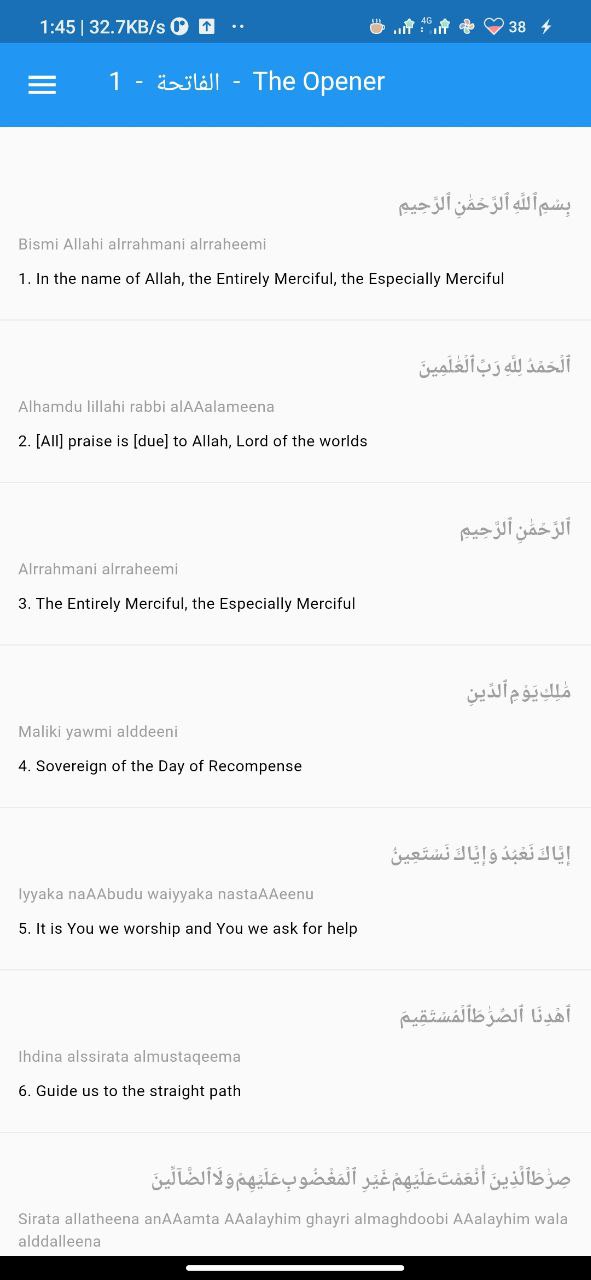 1:45 | 32.7KB/s
4G
38
1 - الفاتحة - The Opener
بِسْمِ ٱللَّهِ ٱلرَّحْمَٰنِ ٱلرَّحِيمِ
Bismi Allahi alrrahmani alrraheemi
1. In the name of Allah, the Entirely Merciful, the Especially Merciful
ٱلْحَمْدُ لِلَّهِ رَبِّ ٱلْعَٰلَمِينَ
Alhamdu lillahi rabbi alAAalameena
2. [All] praise is [due] to Allah, Lord of the worlds
ٱلرَّحْمَٰنِ ٱلرَّحِيمِ
Alrrahmani alrraheemi
3. The Entirely Merciful, the Especially Merciful
مَٰلِكِ يَوْمِ ٱلدِّينِ
Maliki yawmi alddeeni
4. Sovereign of the Day of Recompense
إِيَّاكَ نَعْبُدُ وَإِيَّاكَ نَسْتَعِينُ
Iyyaka naAAbudu waiyyaka nastaAAeenu
5. It is You we worship and You we ask for help
ٱهْدِنَا ٱلصِّرَٰطَ ٱلْمُسْتَقِيمَ
Ihdina alssirata almustaqeema
6. Guide us to the straight path
صِرَٰطَ ٱلَّذِينَ أَنْعَمْتَ عَلَيْهِمْ غَيْرِ ٱلْمَغْضُوبِ عَلَيْهِمْ وَلَا ٱلضَّآلِّينَ
Sirata allatheena anAAamta AAalayhim ghayri almaghdoobi AAalayhim wala
alddalleena